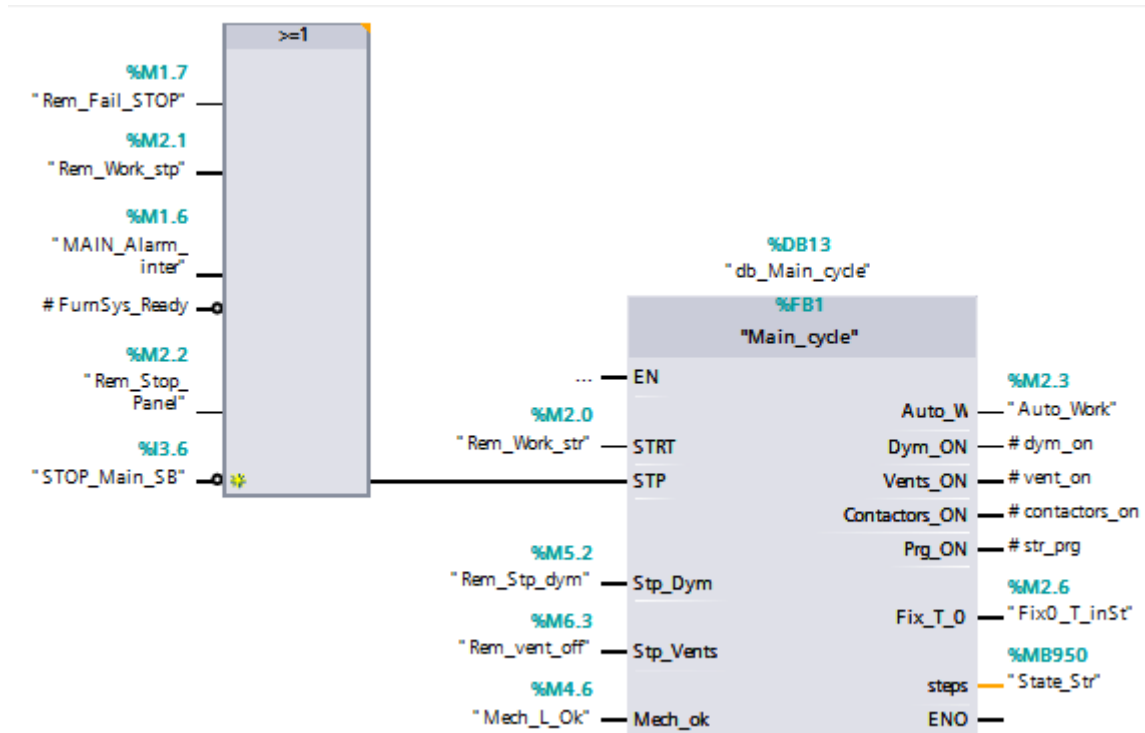 >=1
%M1.7
"Rem_Fail_STOP"
%M2.1
"Rem_Work_stp"
%M1.6
"MAIN_Alarm_
inter"
#FurnSys_Ready
%M2.2
"Rem_Stop_
Panel"
%I3.6
"STOP_Main_SB"
%DB13
"db_Main_cycle"
%FB1
"Main_cycle"
... EN
%M2.0
"Rem_Work_str" STRT
STP
%M5.2
"Rem_Stp_dym" Stp_Dym
%M6.3
"Rem_vent_off" Stp_Vents
%M4.6
"Mech_L_Ok" Mech_ok
%M2.3
Auto_W "Auto_Work"
Dym_ON #dym_on
Vents_ON #vent_on
Contactors_ON #contactors_on
Prg_ON #str_prg
%M2.6
Fix_T_0 "Fix0_T_inSt"
%MB950
steps "State_Str"
ENO